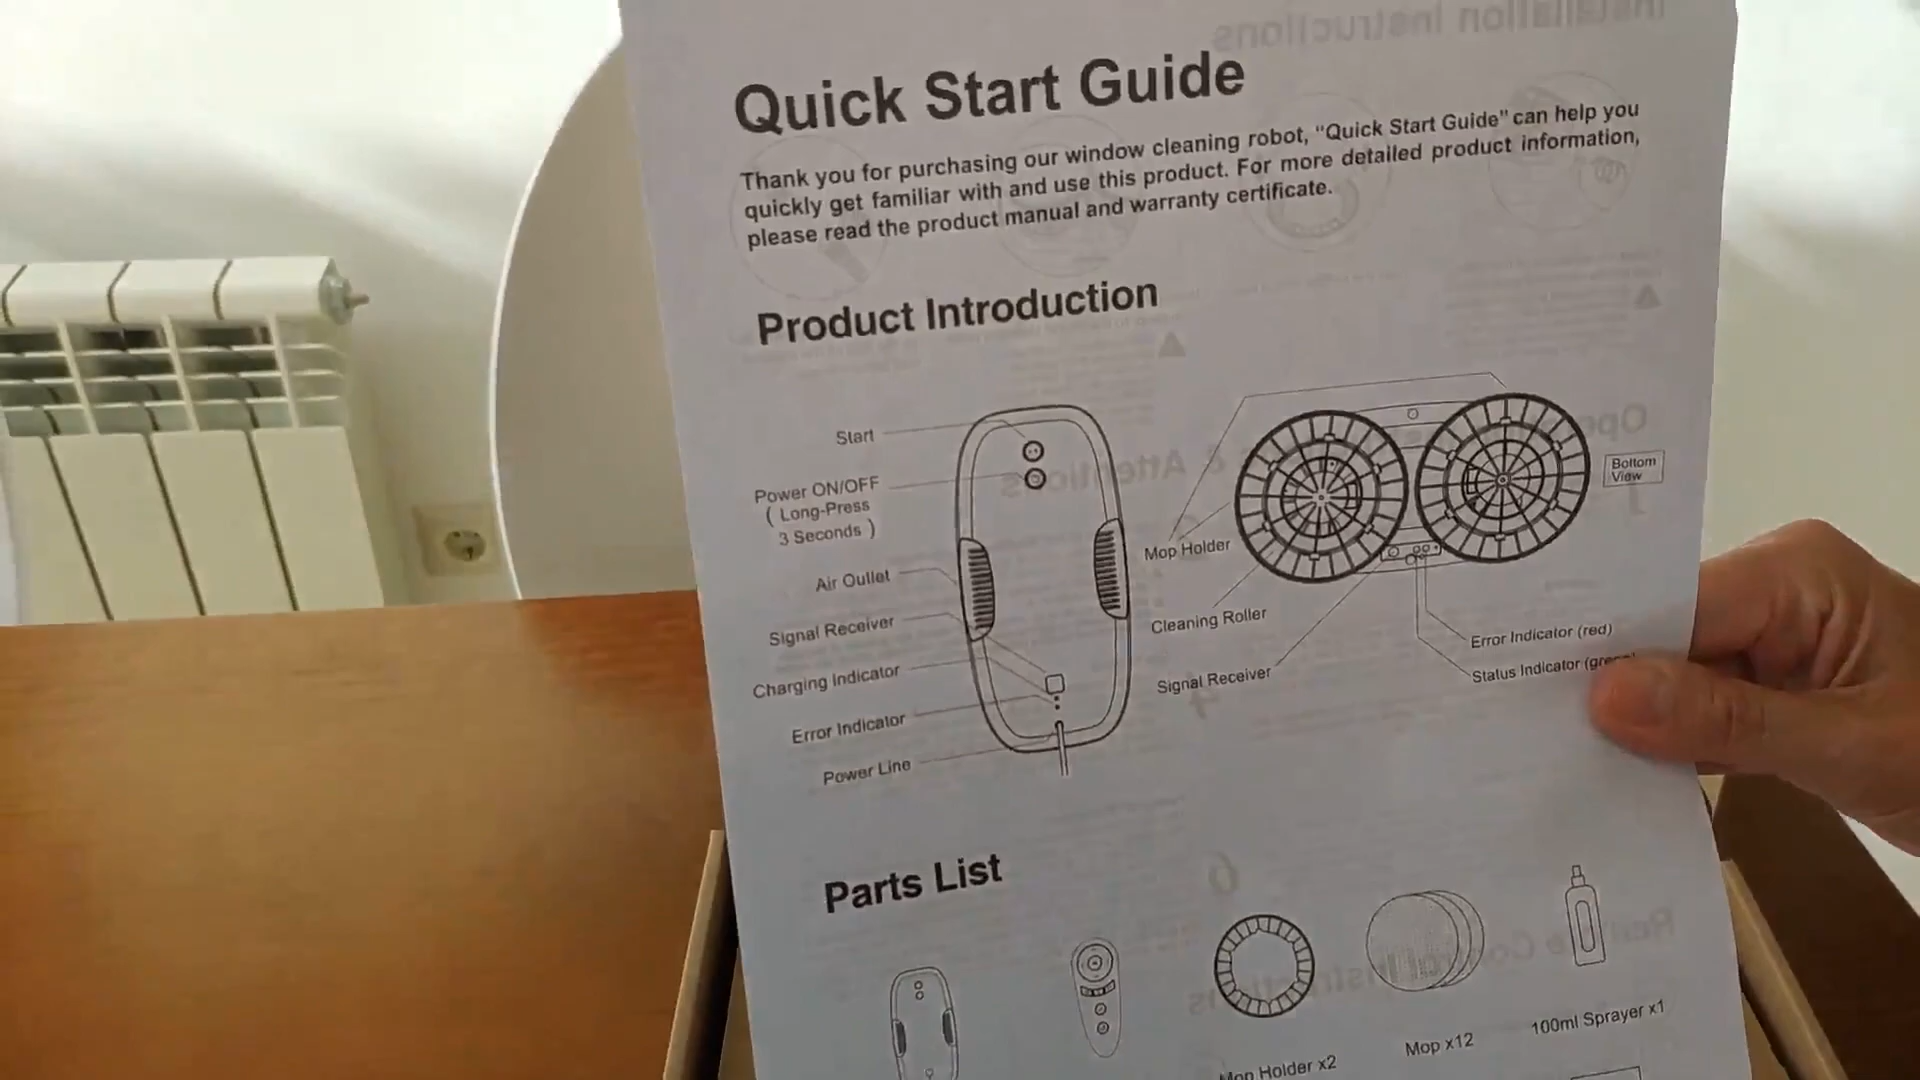 Installation Instructions
Quick Start Guide
Thank you for purchasing our window cleaning robot, “Quick Start Guide” can help you
quickly get familiar with and use this product. For more detailed product information,
please read the product manual and warranty certificate.
Product Introduction
Start
Power ON/OFF
( Long-Press
3 Seconds )
Air Outlet
Signal Receiver
Charging Indicator
Error Indicator
Power Line
Bottom
View
Mop Holder
Cleaning Roller
Signal Receiver
Error Indicator (red)
Status Indicator
& Attentions
Parts List
Mop Holder x2
Mop x12
100ml Sprayer x1